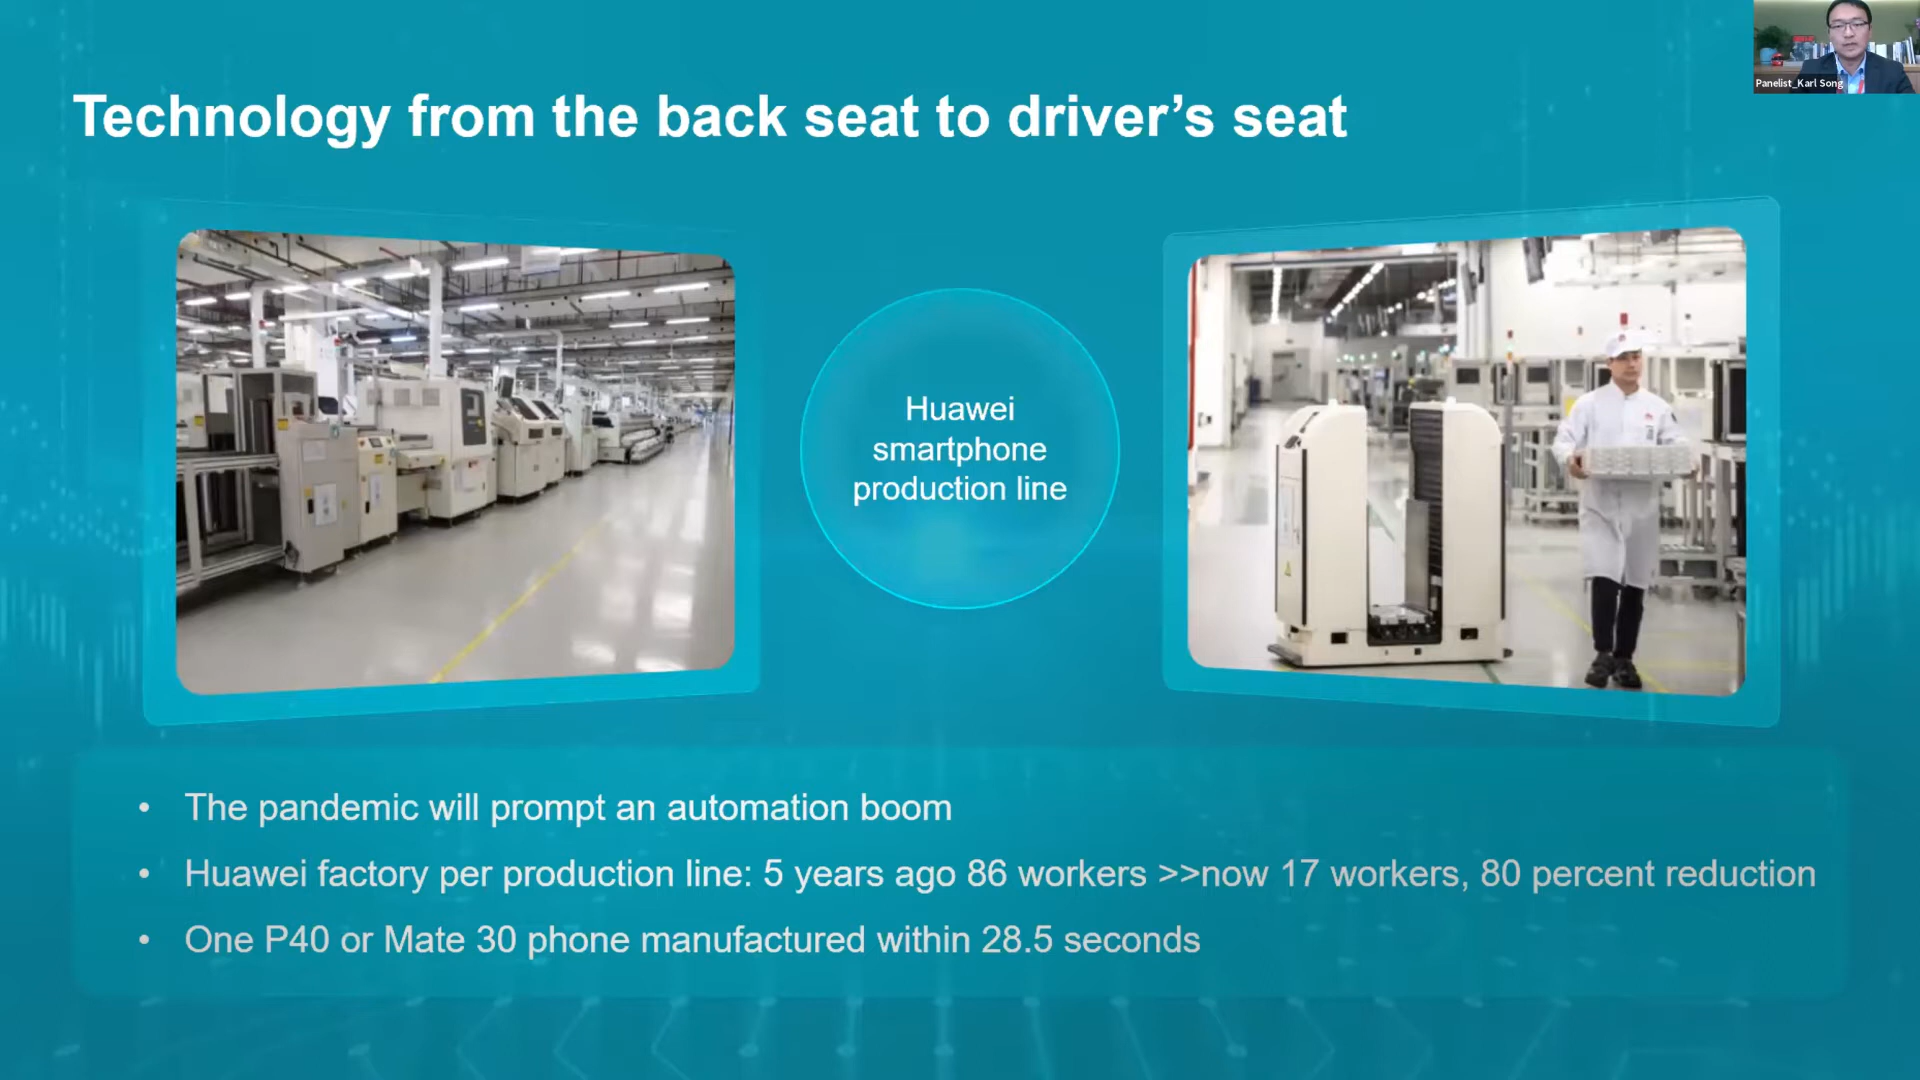 Panelist_Karl Song
Technology from the back seat to driver's seat
Huawei
smartphone
production line
• The pandemic will prompt an automation boom
• Huawei factory per production line: 5 years ago 86 workers >>now 17 workers, 80 percent reduction
• One P40 or Mate 30 phone manufactured within 28.5 seconds